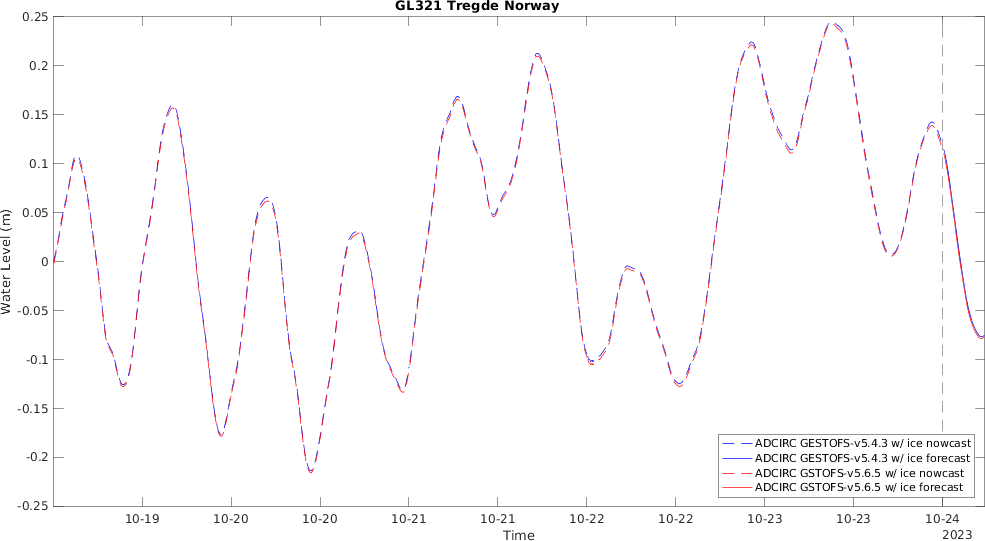 GL321 Tregde Norway
0.25
0.2
0.15
0.1
0.05
0
-0.05
-0.1
-0.15
-0.2
-0.25
Water Level (m)
ADCIRC GESTOFS-v5.4.3 w/ ice nowcast
ADCIRC GESTOFS-v5.4.3 w/ ice forecast
ADCIRC GSTOFS-v5.6.5 w/ ice nowcast
ADCIRC GSTOFS-v5.6.5 w/ ice forecast
10-19 10-20 10-20 10-21 10-21 10-22 10-22 10-23 10-23 10-24
2023
Time